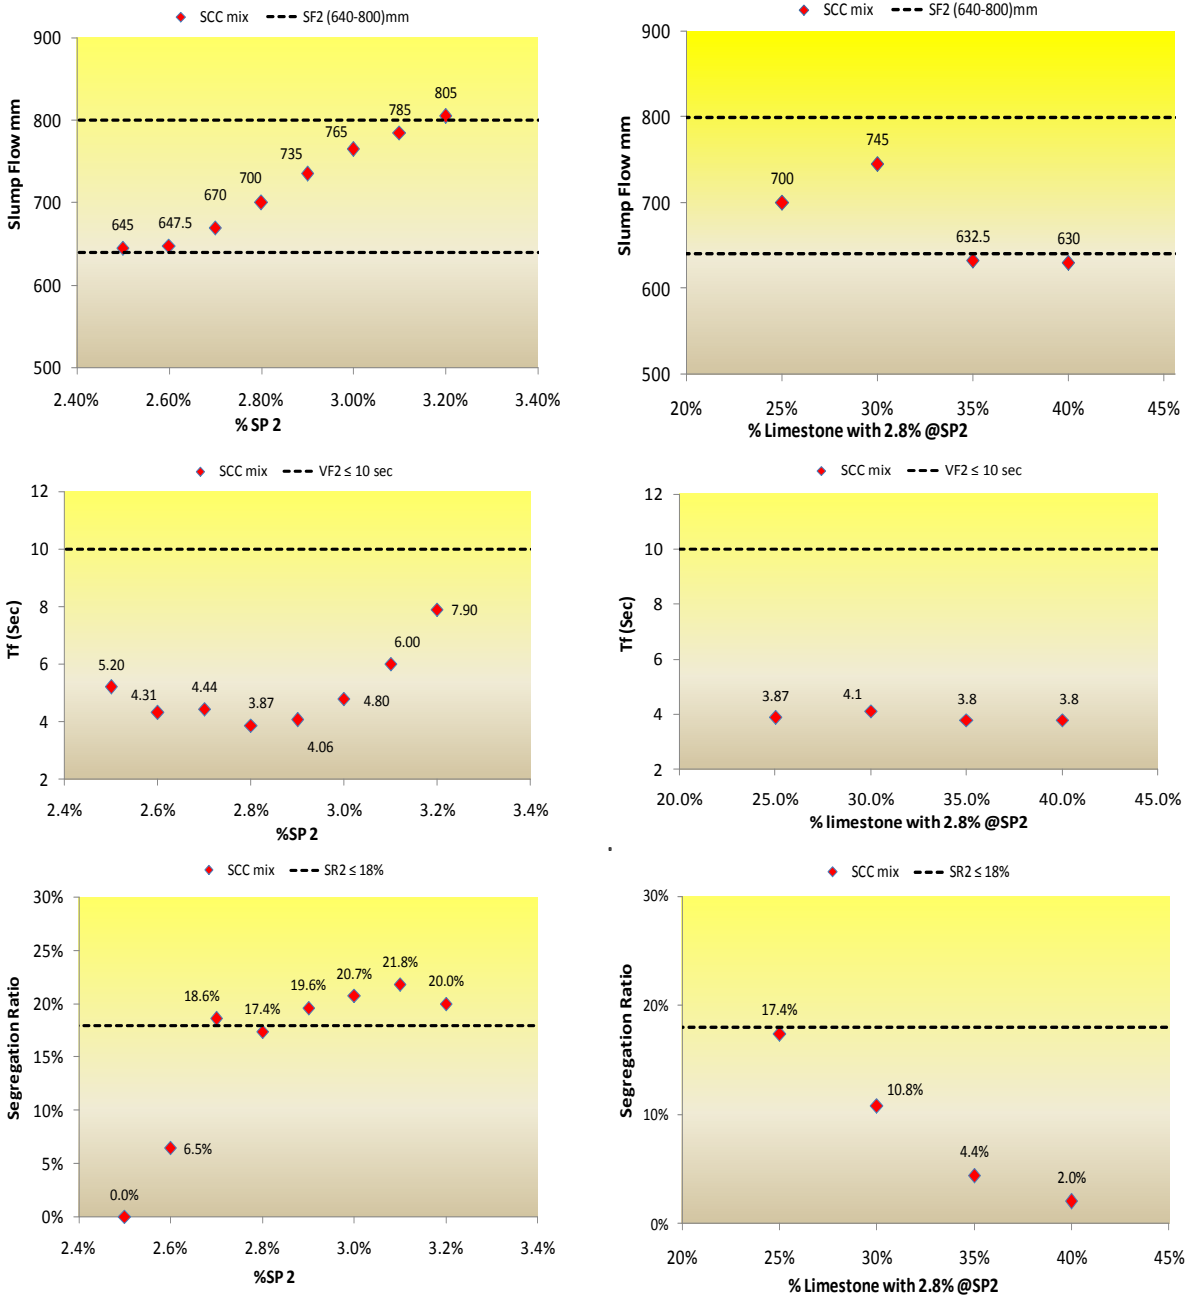 SCC mix SF2 (640-800)mm
900
800
700
600
500
Slump Flow mm
645
647.5
670
700
735
765
785
805
2.40% 2.60% 2.80% 3.00% 3.20% 3.40%
% SP 2
SCC mix SF2 (640-800)mm
900
800
700
600
500
Slump Flow mm
700
745
632.5
630
20% 25% 30% 35% 40% 45%
% Limestone with 2.8% @SP2
SCC mix VF2 ≤ 10 sec
12
10
8
6
4
2
Tf (Sec)
5.20
4.31
4.44
3.87
4.06
4.80
6.00
7.90
2.4% 2.6% 2.8% 3.0% 3.2% 3.4%
%SP 2
SCC mix VF2 ≤ 10 sec
12
10
8
6
4
2
Tf (Sec)
3.87
4.1
3.8
3.8
20.0% 25.0% 30.0% 35.0% 40.0% 45.0%
% limestone with 2.8% @SP2
.
SCC mix SR2 ≤ 18%
30%
25%
20%
15%
10%
5%
0%
Segregation Ratio
0.0%
6.5%
18.6%
17.4%
19.6%
20.7%
21.8%
20.0%
2.4% 2.6% 2.8% 3.0% 3.2% 3.4%
%SP 2
SCC mix SR2 ≤ 18%
30%
20%
10%
0%
Segregation Ratio
17.4%
10.8%
4.4%
2.0%
20% 25% 30% 35% 40% 45%
% Limestone with 2.8% @SP2